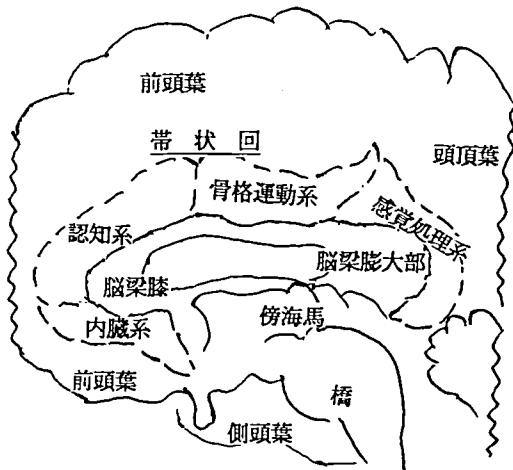 前頭葉
帯状回
頭頂葉
骨格運動系
感覚処理系
認知系
脳梁膨大部
脳梁膝
傍海馬
内臓系
前頭葉
橋
側頭葉